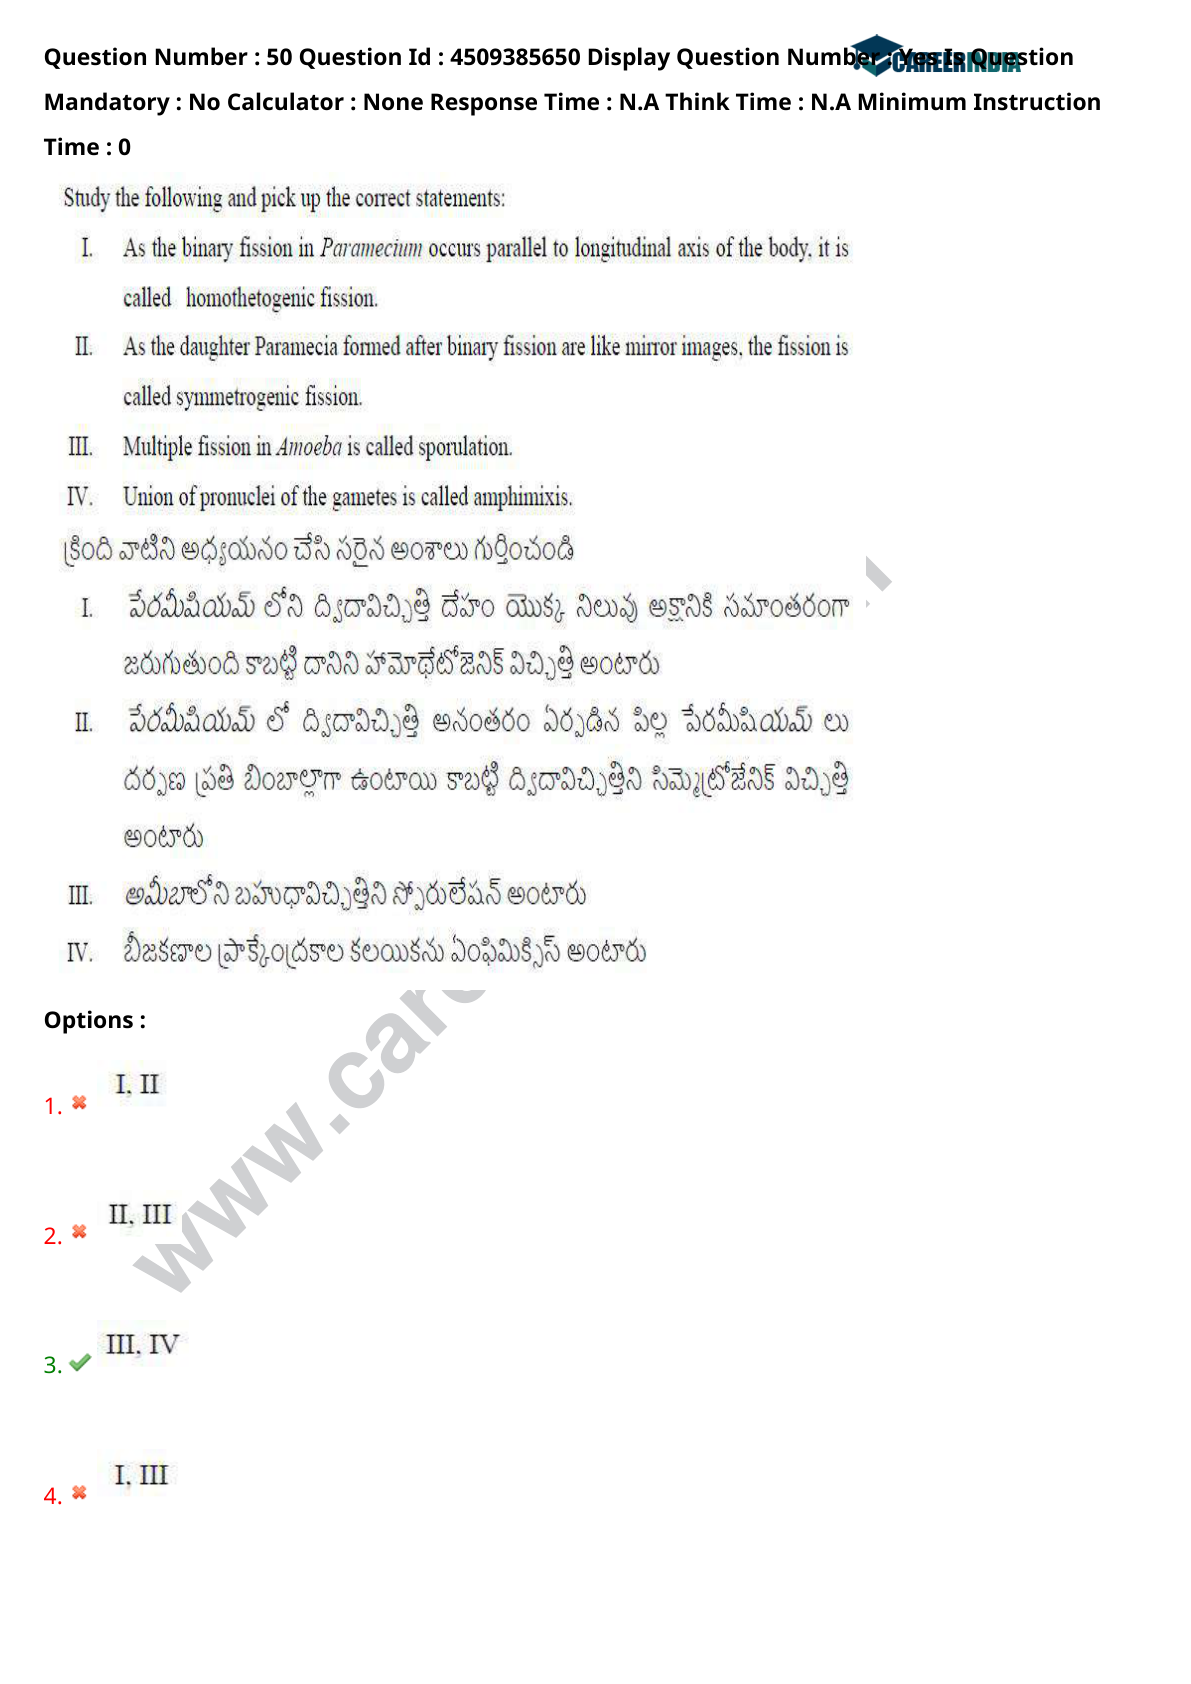 Question Number : 50 Question Id : 4509385650 Display Question Number : Yes Is Question
CAREERINDIA
Mandatory : No Calculator : None Response Time : N.A Think Time : N.A Minimum Instruction
Time : 0
Study the following and pick up the correct statements:
I. As the binary fission in Paramecium occurs parallel to longitudinal axis of the body, it is
called homothetogenic fission.
II. As the daughter Paramecia formed after binary fission are like mirror images, the fission is
called symmetrogenic fission.
III. Multiple fission in Amoeba is called sporulation.
IV. Union of pronuclei of the gametes is called amphimixis.
క్రింది వాటిని అధ్యయనం చేసి సరైన అంశాలు గుర్తించండి
I. పేరమీషియమ్ లోని ద్విదావిచ్ఛిత్తి దేహం యొక్క నిలువు అక్షానికి సమాంతరంగా
జరుగుతుంది కాబట్టి దానిని హామోథేటోజెనిక్ విచ్ఛిత్తి అంటారు
II. పేరమీషియమ్ లో ద్విదావిచ్ఛిత్తి అనంతరం ఏర్పడిన పిల్ల పేరమీషియమ్ లు
దర్పణ ప్రతి బింబాల్లాగా ఉంటాయి కాబట్టి ద్విదావిచ్ఛిత్తిని సిమ్మెట్రోజేనిక్ విచ్ఛిత్తి
అంటారు
III. అమీబాలోని బహుధావిచ్ఛిత్తిని స్పోరులేషన్ అంటారు
IV. బీజకణాల ప్రాక్కేంద్రకాల కలయికను ఏంఫిమిక్సిస్ అంటారు
www.care
Options :
1. I, II
2. II, III
3. III, IV
4. I, III